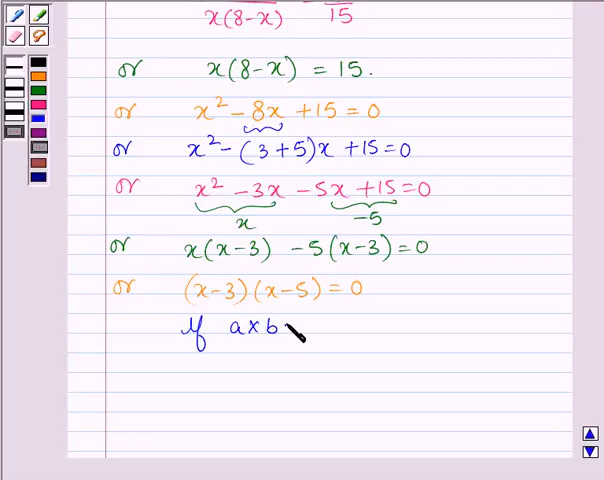 x(8-x) 15
or x(8-x) = 15.
or x² - 8x + 15 = 0
or x² - (3+5)x + 15 = 0
or x² - 3x - 5x + 15 = 0
x -5
or x(x-3) -5(x-3) = 0
or (x-3)(x-5) = 0
If a×b